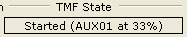 TMF State
Started (AUX01 at 33%)